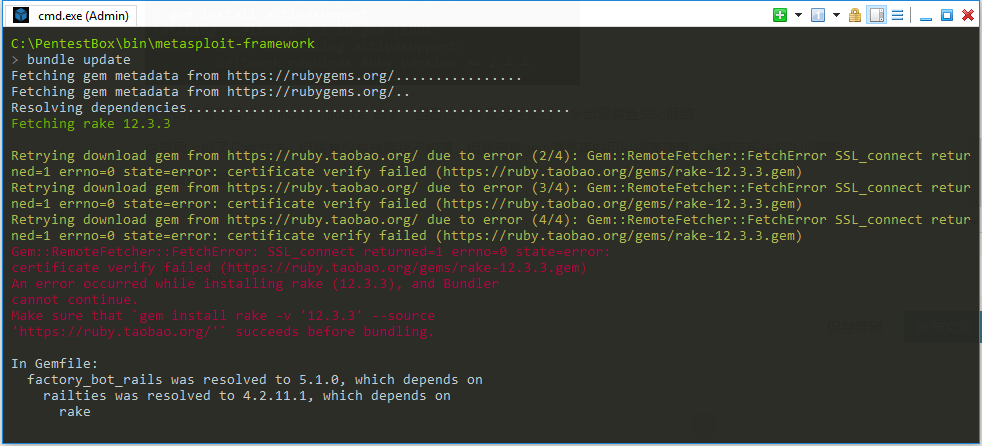 cmd.exe (Admin)
C:\PentestBox\bin\metasploit-framework
> bundle update
Fetching gem metadata from https://rubygems.org/................
Fetching gem metadata from https://rubygems.org/..
Resolving dependencies...............................................
Fetching rake 12.3.3
Retrying download gem from https://ruby.taobao.org/ due to error (2/4): Gem::RemoteFetcher::FetchError SSL_connect retur
ned=1 errno=0 state=error: certificate verify failed (https://ruby.taobao.org/gems/rake-12.3.3.gem)
Retrying download gem from https://ruby.taobao.org/ due to error (3/4): Gem::RemoteFetcher::FetchError SSL_connect retur
ned=1 errno=0 state=error: certificate verify failed (https://ruby.taobao.org/gems/rake-12.3.3.gem)
Retrying download gem from https://ruby.taobao.org/ due to error (4/4): Gem::RemoteFetcher::FetchError SSL_connect retur
ned=1 errno=0 state=error: certificate verify failed (https://ruby.taobao.org/gems/rake-12.3.3.gem)
Gem::RemoteFetcher::FetchError: SSL_connect returned=1 errno=0 state=error:
certificate verify failed (https://ruby.taobao.org/gems/rake-12.3.3.gem)
An error occurred while installing rake (12.3.3), and Bundler
cannot continue.
Make sure that `gem install rake -v '12.3.3' --source
'https://ruby.taobao.org/'` succeeds before bundling.
In Gemfile:
factory_bot_rails was resolved to 5.1.0, which depends on
railties was resolved to 4.2.11.1, which depends on
rake